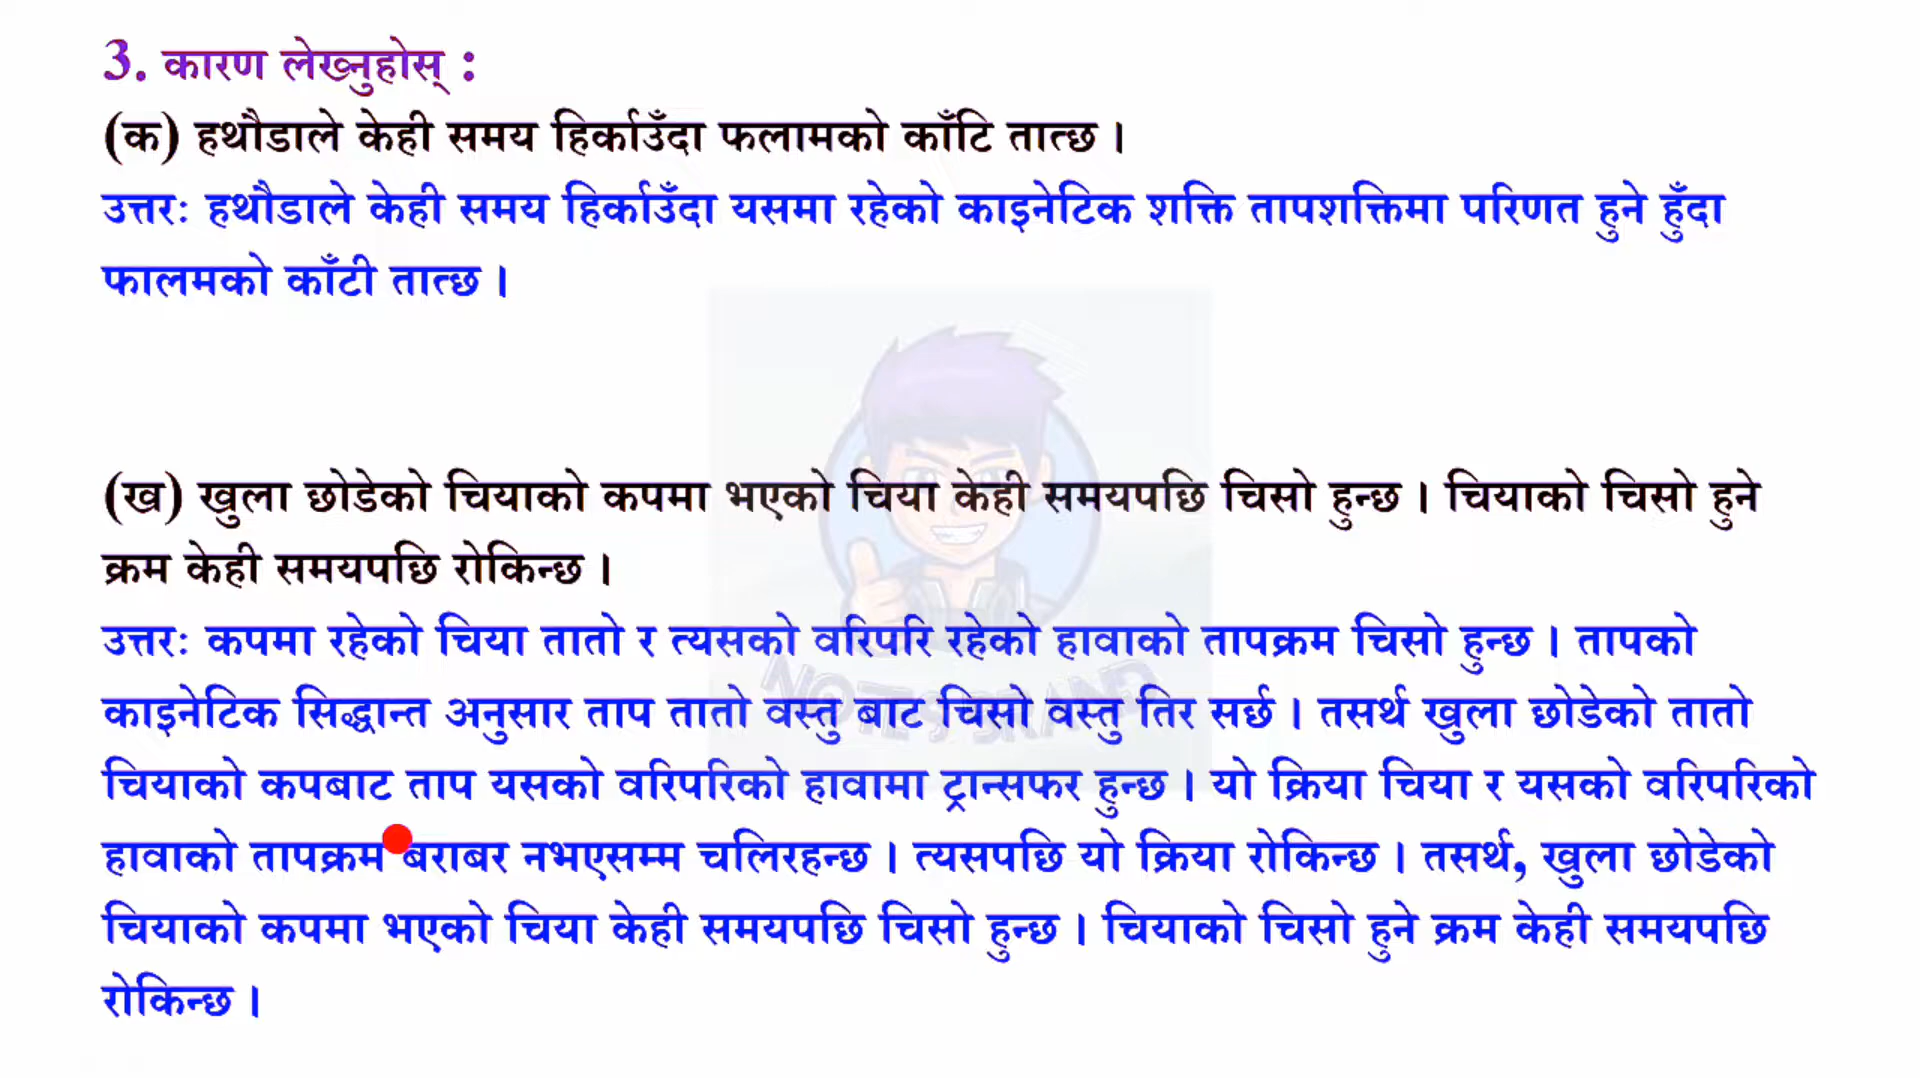 3. कारण लेख्नुहोस् :
(क) हथौडाले केही समय हिर्काउँदा फलामको काँटि तात्छ ।
उत्तरः हथौडाले केही समय हिर्काउँदा यसमा रहेको काइनेटिक शक्ति तापशक्तिमा परिणत हुने हुँदा
फालमको काँटी तात्छ ।
(ख) खुला छोडेको चियाको कपमा भएको चिया केही समयपछि चिसो हुन्छ । चियाको चिसो हुने
क्रम केही समयपछि रोकिन्छ ।
उत्तरः कपमा रहेको चिया तातो र त्यसको वरिपरि रहेको हावाको तापक्रम चिसो हुन्छ । तापको
काइनेटिक सिद्धान्त अनुसार ताप तातो वस्तु बाट चिसो वस्तु तिर सर्छ । तसर्थ खुला छोडेको तातो
NOTES BRAND
चियाको कपबाट ताप यसको वरिपरिको हावामा ट्रान्सफर हुन्छ । यो क्रिया चिया र यसको वरिपरिको
हावाको तापक्रम बराबर नभएसम्म चलिरहन्छ । त्यसपछि यो क्रिया रोकिन्छ । तसर्थ, खुला छोडेको
चियाको कपमा भएको चिया केही समयपछि चिसो हुन्छ । चियाको चिसो हुने क्रम केही समयपछि
रोकिन्छ ।